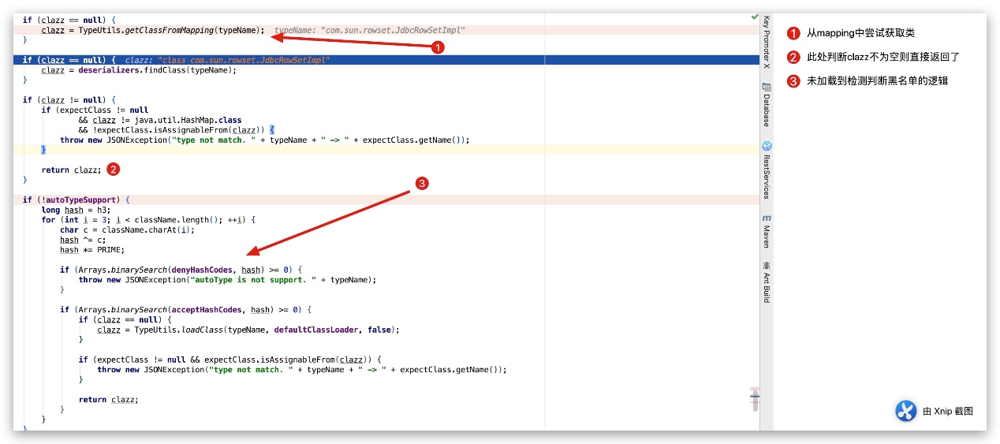 if (clazz == null) {
clazz = TypeUtils.getClassFromMapping(typeName);  typeName: "com.sun.rowset.JdbcRowSetImpl"
}
1
if (clazz == null) {  clazz: "class com.sun.rowset.JdbcRowSetImpl"
clazz = deserializers.findClass(typeName);
}
if (clazz != null) {
if (expectClass != null
&& clazz != java.util.HashMap.class
&& !expectClass.isAssignableFrom(clazz)) {
throw new JSONException("type not match. " + typeName + " -> " + expectClass.getName());
}
return clazz; 2
}
3
if (!autoTypeSupport) {
long hash = h3;
for (int i = 3; i < className.length(); ++i) {
char c = className.charAt(i);
hash ^= c;
hash *= PRIME;
if (Arrays.binarySearch(denyHashCodes, hash) >= 0) {
throw new JSONException("autoType is not support. " + typeName);
}
if (Arrays.binarySearch(acceptHashCodes, hash) >= 0) {
if (clazz == null) {
clazz = TypeUtils.loadClass(typeName, defaultClassLoader, false);
}
if (expectClass != null && expectClass.isAssignableFrom(clazz)) {
throw new JSONException("type not match. " + typeName + " -> " + expectClass.getName());
}
return clazz;
}
}
}
Key Promoter X
Database
RestServices
m Maven
Ant Build
1 从mapping中尝试获取类
2 此处判断clazz不为空则直接返回了
3 未加载到检测判断黑名单的逻辑
由 Xnip 截图